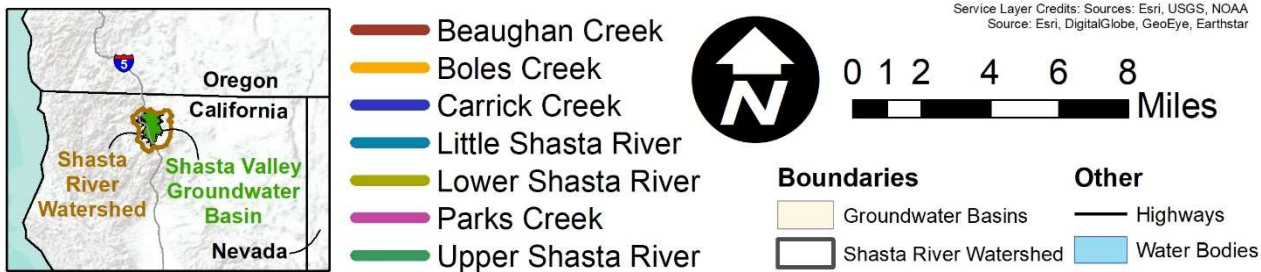 Service Layer Credits: Sources: Esri, USGS, NOAA
Source: Esri, DigitalGlobe, GeoEye, Earthstar
5
Oregon
California
Shasta
River
Watershed
Shasta Valley
Groundwater
Basin
Nevada
Beaughan Creek
Boles Creek
Carrick Creek
Little Shasta River
Lower Shasta River
Parks Creek
Upper Shasta River
N
0 1 2 4 6 8
Miles
Boundaries
Groundwater Basins
Shasta River Watershed
Other
Highways
Water Bodies